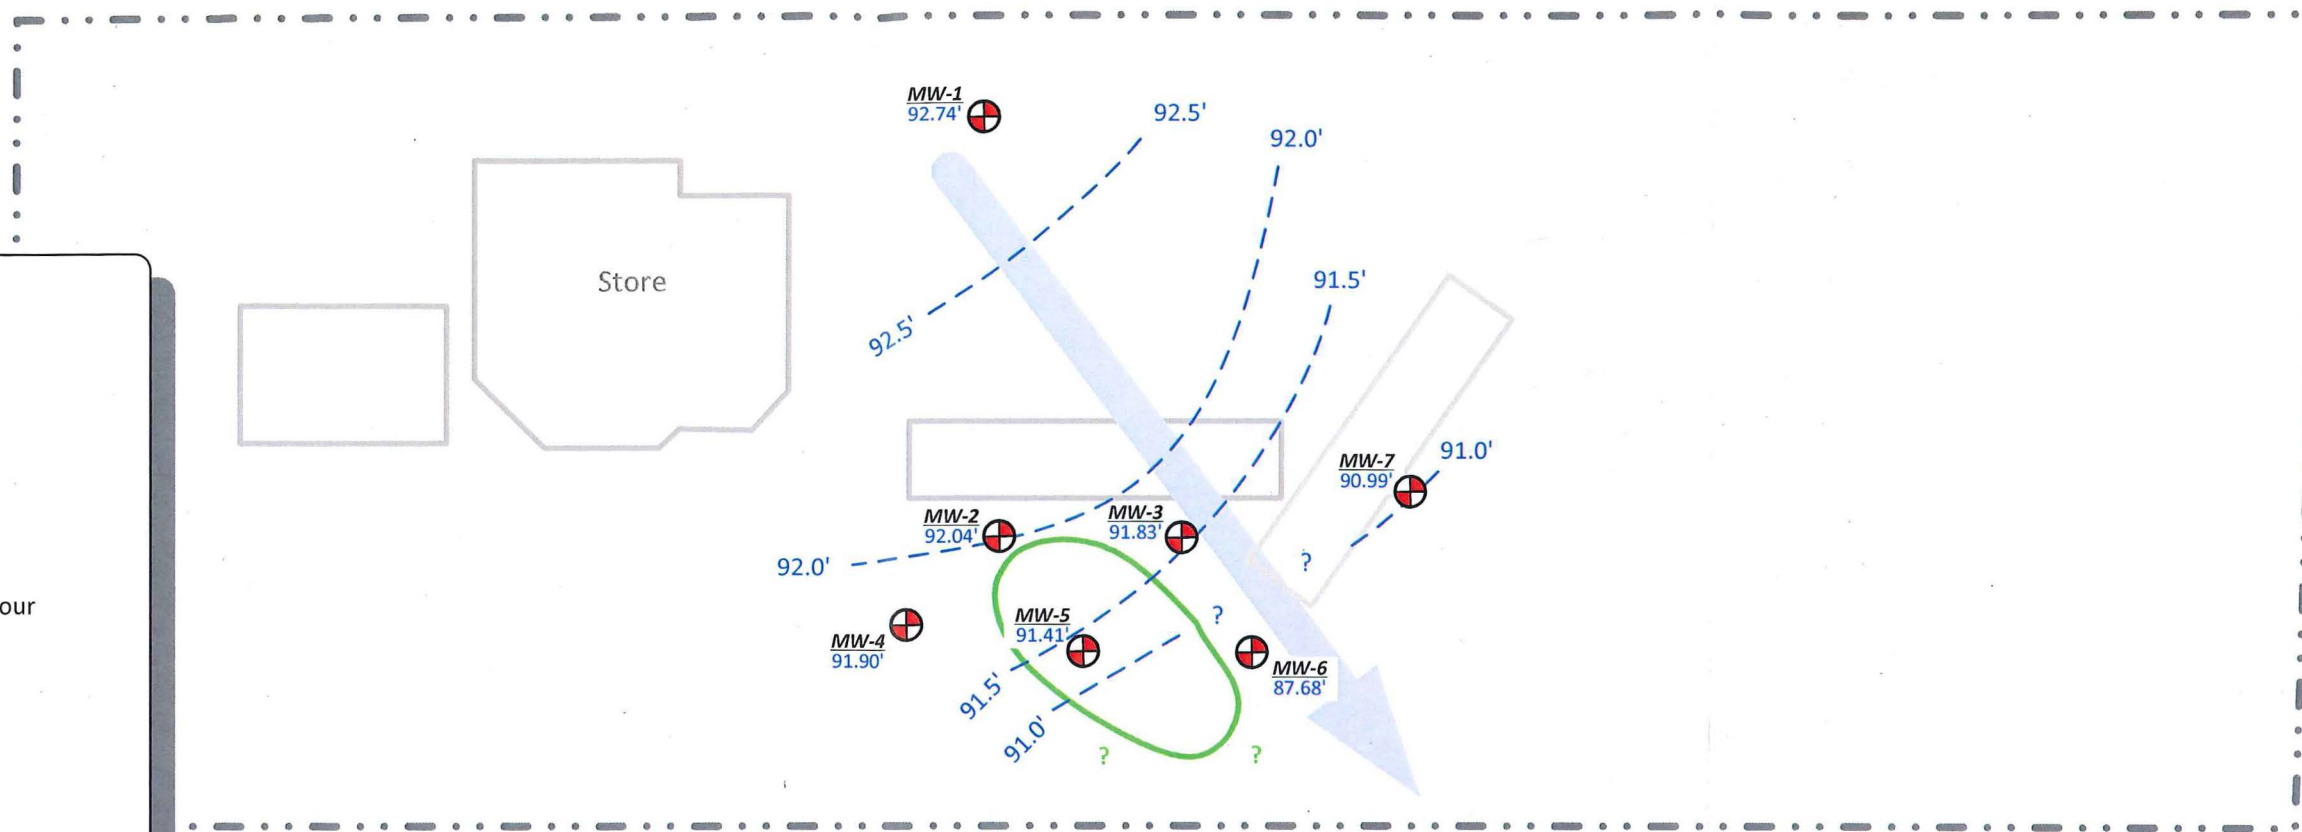 MW-1
92.74'
92.5'
92.0'
Store
91.5'
92.5'
91.0'
MW-7
90.99'
MW-2
92.04'
MW-3
91.83'
92.0'
?
our
MW-5
91.41'
?
MW-4
91.90'
MW-6
87.68'
91.5'
91.0'
?
?